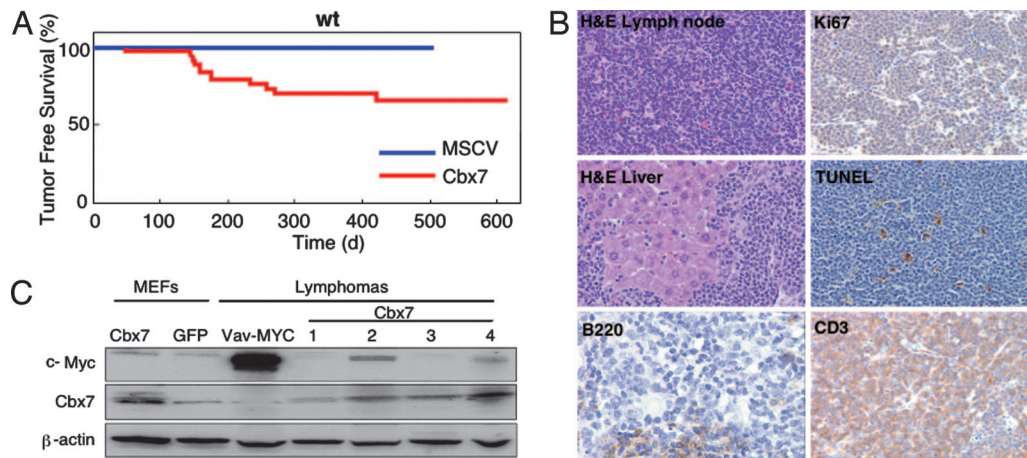 A
wt
Tumor Free Survival (%)
100
50
0
MSCV
Cbx7
0 100 200 300 400 500 600
Time (d)
B
H&E Lymph node
Ki67
H&E Liver
TUNEL
B220
CD3
C
MEFs Lymphomas
Cbx7
Cbx7 GFP Vav-MYC 1 2 3 4
c-Myc
Cbx7
β-actin